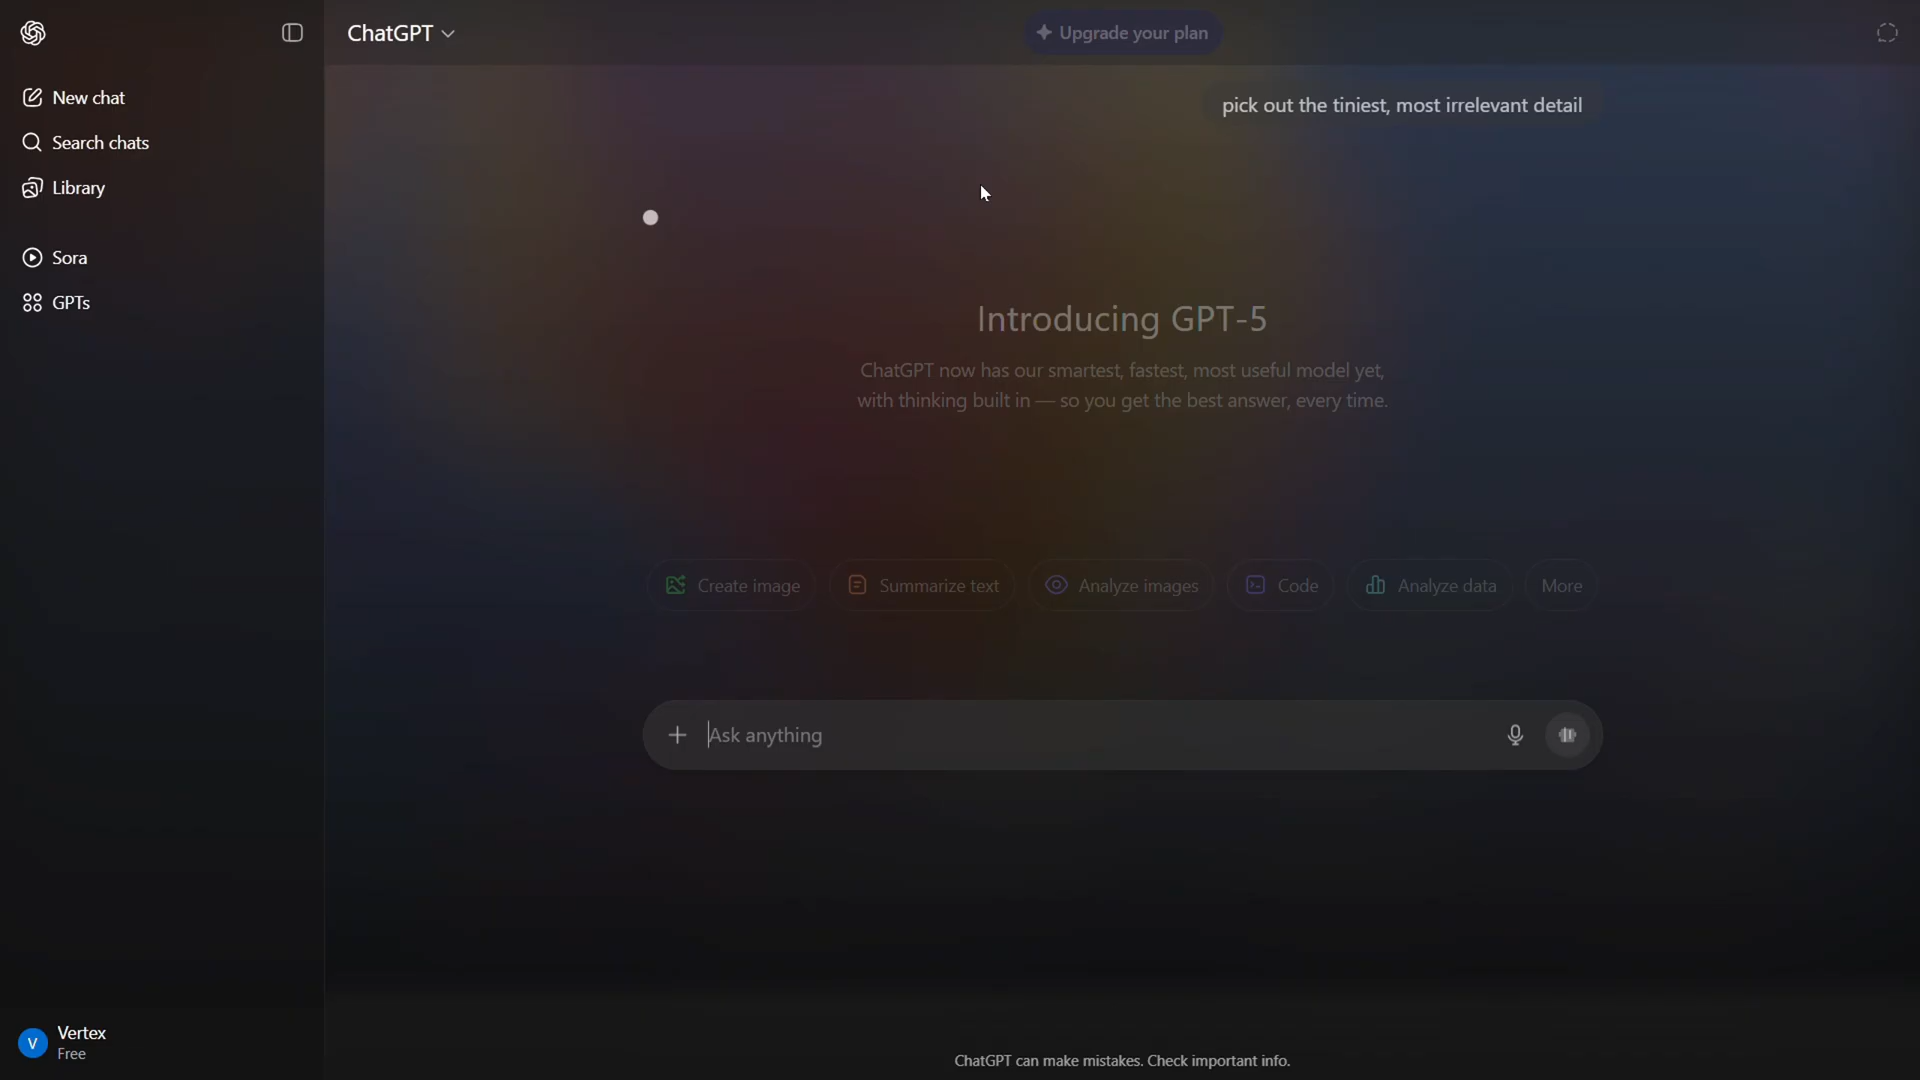 ChatGPT
Upgrade your plan
New chat
Search chats
Library
Sora
GPTs
pick out the tiniest, most irrelevant detail
Introducing GPT-5
ChatGPT now has our smartest, fastest, most useful model yet,
with thinking built in — so you get the best answer, every time.
Create image
Summarize text
Analyze images
Code
Analyze data
More
Ask anything
V
Vertex
Free
ChatGPT can make mistakes. Check important info.